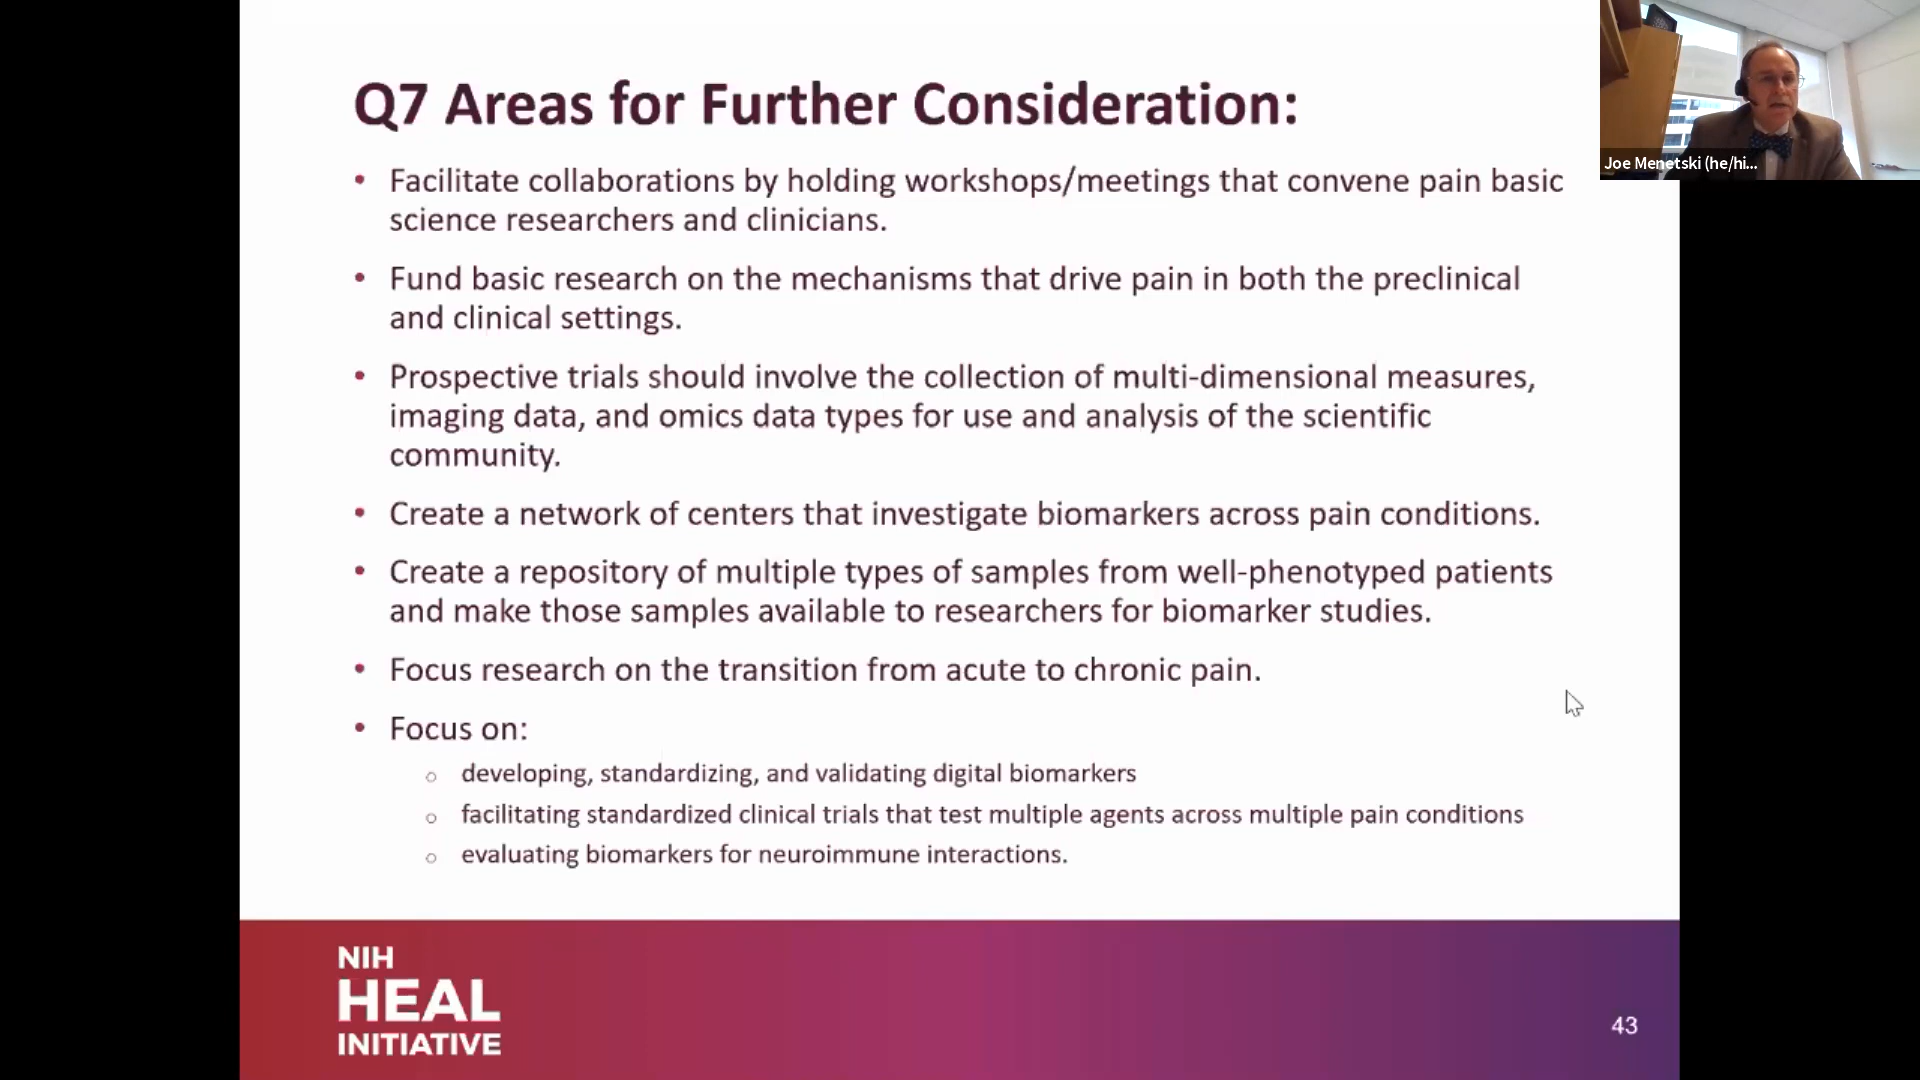 Q7 Areas for Further Consideration:
• Facilitate collaborations by holding workshops/meetings that convene pain basic
science researchers and clinicians.
• Fund basic research on the mechanisms that drive pain in both the preclinical
and clinical settings.
• Prospective trials should involve the collection of multi-dimensional measures,
imaging data, and omics data types for use and analysis of the scientific
community.
• Create a network of centers that investigate biomarkers across pain conditions.
• Create a repository of multiple types of samples from well-phenotyped patients
and make those samples available to researchers for biomarker studies.
• Focus research on the transition from acute to chronic pain.
• Focus on:
○ developing, standardizing, and validating digital biomarkers
○ facilitating standardized clinical trials that test multiple agents across multiple pain conditions
○ evaluating biomarkers for neuroimmune interactions.
NIH
HEAL
INITIATIVE
43
Joe Menetski (he/hi...